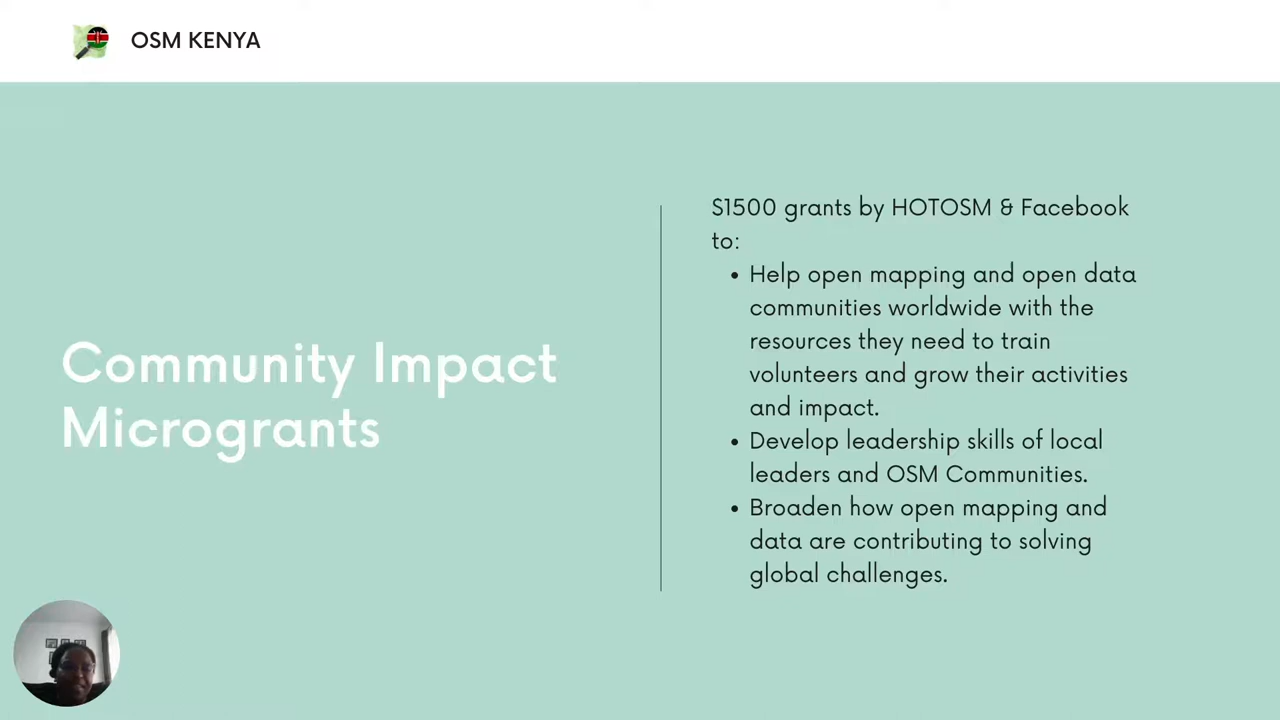 OSM KENYA
Community Impact
Microgrants
$1500 grants by HOTOSM & Facebook
to:
• Help open mapping and open data
communities worldwide with the
resources they need to train
volunteers and grow their activities
and impact.
• Develop leadership skills of local
leaders and OSM Communities.
• Broaden how open mapping and
data are contributing to solving
global challenges.